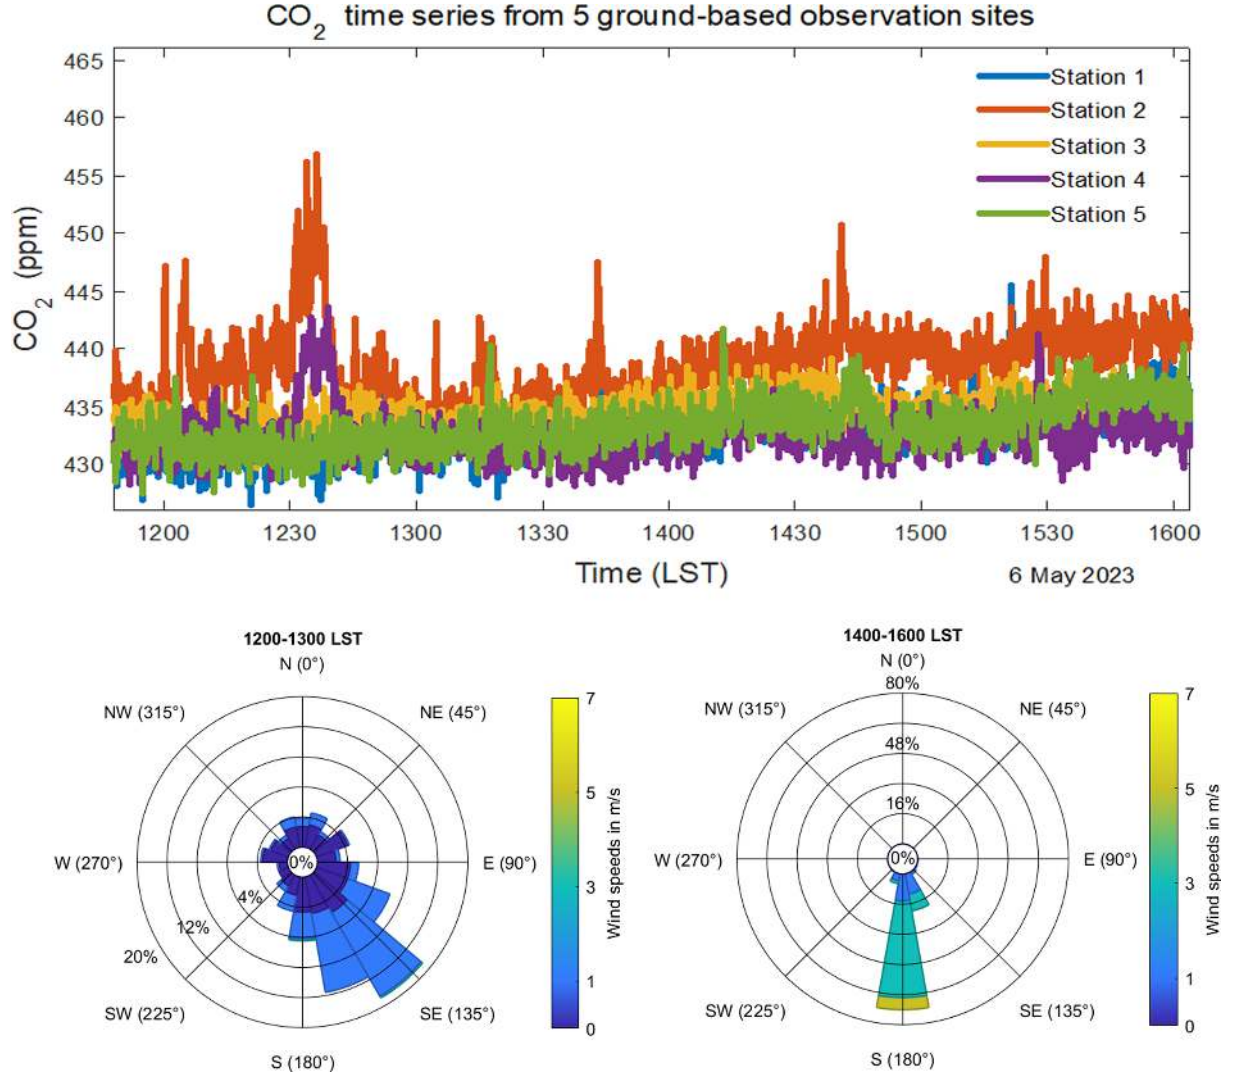 CO2 time series from 5 ground-based observation sites
465
460
455
450
445
440
435
430
CO2 (ppm)
Station 1
Station 2
Station 3
Station 4
Station 5
1200 1230 1300 1330 1400 1430 1500 1530 1600
Time (LST)
6 May 2023
1200-1300 LST
N (0°)
NW (315°)
NE (45°)
W (270°)
0%
E (90°)
4%
12%
20%
SW (225°)
SE (135°)
S (180°)
7
5
3
1
0
Wind speeds in m/s
1400-1600 LST
N (0°)
80%
NW (315°)
NE (45°)
48%
16%
W (270°)
0%
E (90°)
SW (225°)
SE (135°)
S (180°)
7
5
3
1
0
Wind speeds in m/s